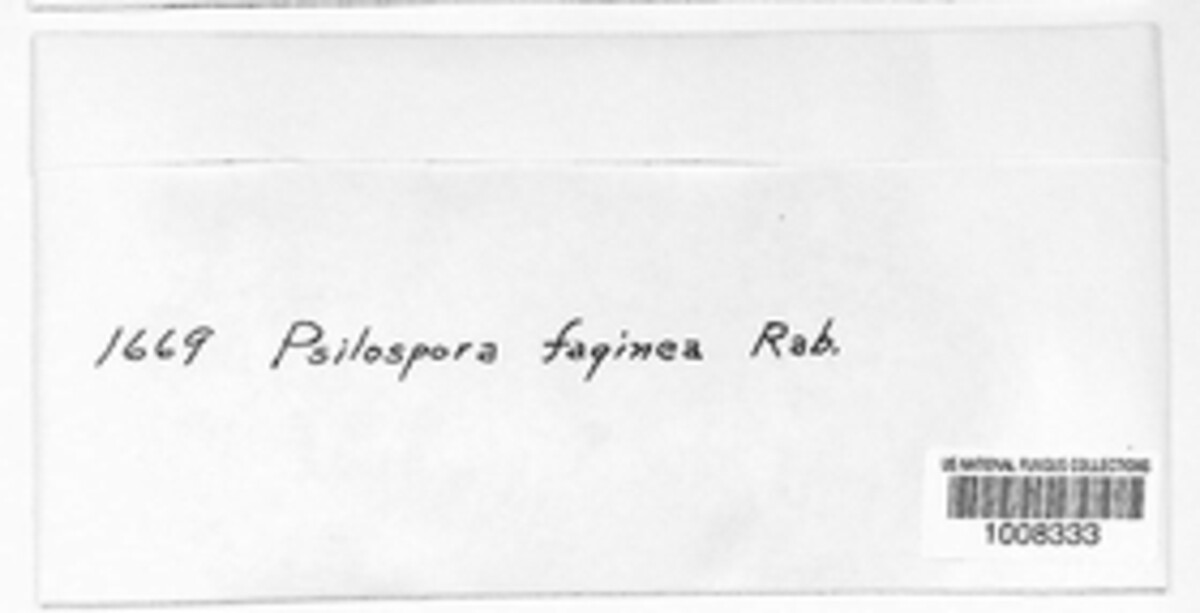 1669 Psilospora faginea Rab.
US NATIONAL FUNGUS COLLECTIONS
1008333